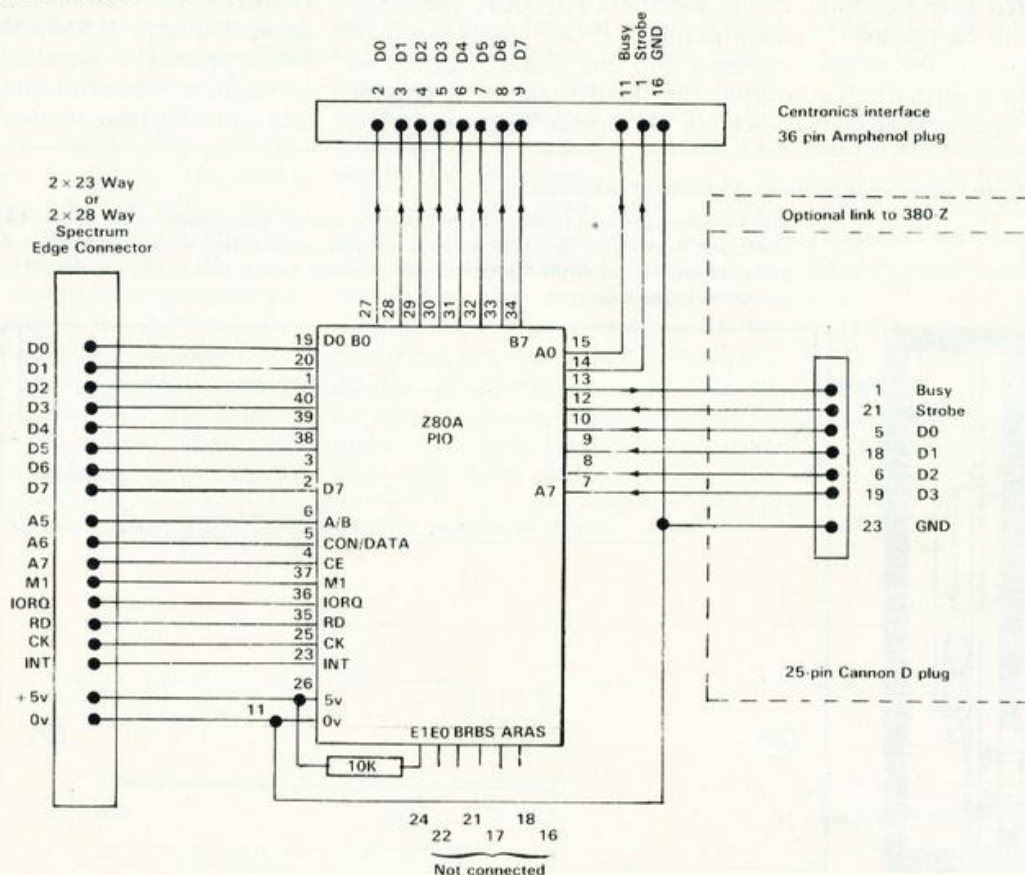 D0 D1 D2 D3 D4 D5 D6 D7 Busy Strobe GND
2 3 4 5 6 7 8 9 11 1 16
Centronics interface
36 pin Amphenol plug
2 × 23 Way
or
2 × 28 Way
Spectrum
Edge Connector
Optional link to 380-Z
27 28 29 30 31 32 33 34
D0 19 D0 B0 B7 15
A0
D1 20 14
D2 1 13
D3 40 12
D4 39 10
D5 38 9
D6 3 8
D7 2 D7 A7 7
Z80A
PIO
1 Busy
21 Strobe
5 D0
18 D1
6 D2
19 D3
23 GND
A5 6 A/B
A6 5 CON/DATA
A7 4 CE
M1 37 M1
IORQ 36 IORQ
RD 35 RD
CK 25 CK
INT 23 INT
+5v 26 5v
0v 11 0v
25-pin Cannon D plug
E1E0 BRBS ARAS
10K
24 21 18
22 17 16
Not connected